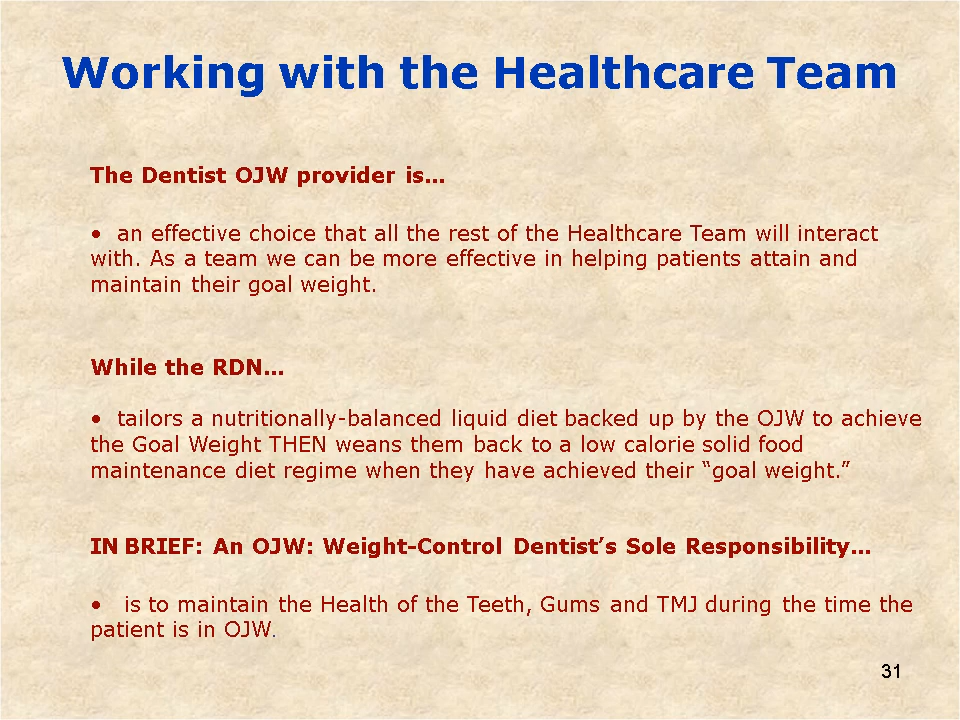 Working with the Healthcare Team
The Dentist OJW provider is…
• an effective choice that all the rest of the Healthcare Team will interact
with. As a team we can be more effective in helping patients attain and
maintain their goal weight.
While the RDN…
• tailors a nutritionally-balanced liquid diet backed up by the OJW to achieve
the Goal Weight THEN weans them back to a low calorie solid food
maintenance diet regime when they have achieved their “goal weight.”
IN BRIEF: An OJW: Weight-Control Dentist’s Sole Responsibility…
• is to maintain the Health of the Teeth, Gums and TMJ during the time the
patient is in OJW.
31